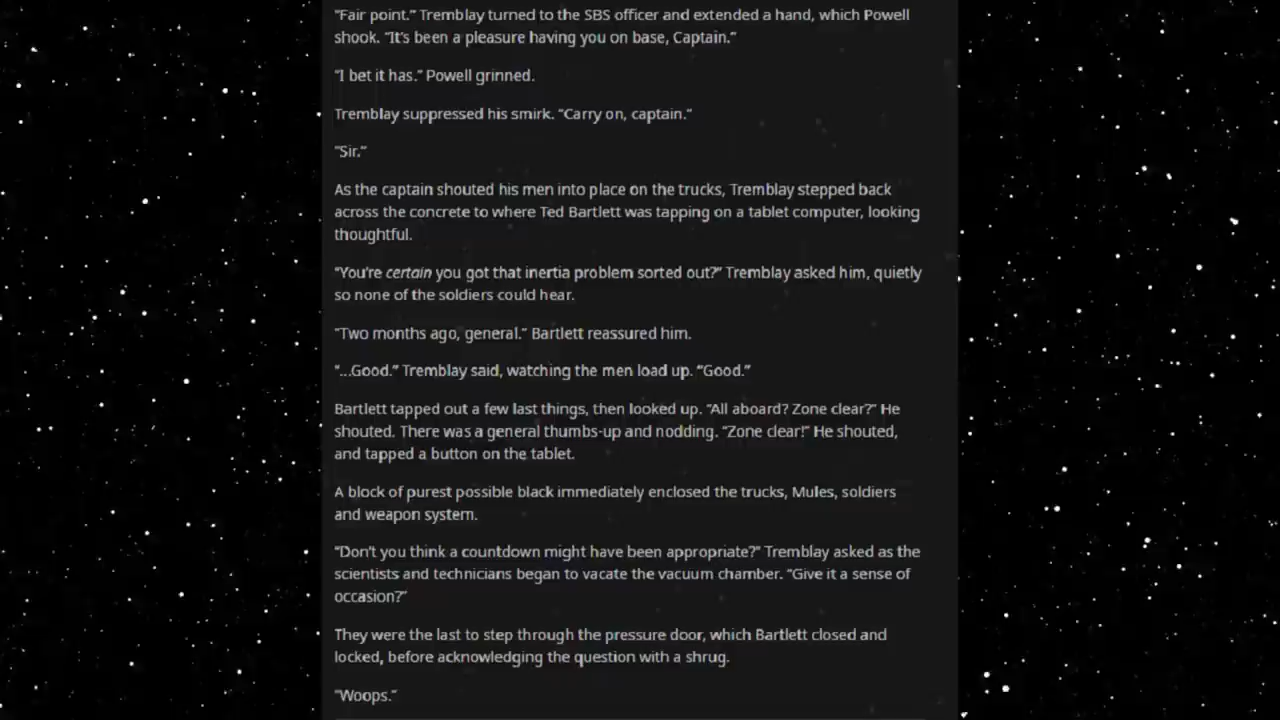 “Fair point.” Tremblay turned to the SBS officer and extended a hand, which Powell
shook. “It’s been a pleasure having you on base, Captain.”
“I bet it has.” Powell grinned.
Tremblay suppressed his smirk. “Carry on, captain.”
“Sir.”
As the captain shouted his men into place on the trucks, Tremblay stepped back
across the concrete to where Ted Bartlett was tapping on a tablet computer, looking
thoughtful.
“You’re certain you got that inertia problem sorted out?” Tremblay asked him, quietly
so none of the soldiers could hear.
“Two months ago, general.” Bartlett reassured him.
“...Good.” Tremblay said, watching the men load up. “Good.”
Bartlett tapped out a few last things, then looked up. “All aboard? Zone clear?” He
shouted. There was a general thumbs-up and nodding. “Zone clear!” He shouted,
and tapped a button on the tablet.
A block of purest possible black immediately enclosed the trucks, Mules, soldiers
and weapon system.
“Don’t you think a countdown might have been appropriate?” Tremblay asked as the
scientists and technicians began to vacate the vacuum chamber. “Give it a sense of
occasion?”
They were the last to step through the pressure door, which Bartlett closed and
locked, before acknowledging the question with a shrug.
“Woops.”